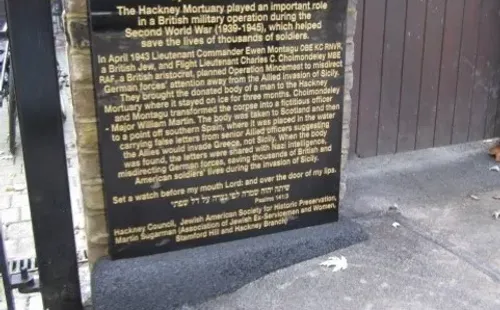 The Hackney Mortuary played an important role
in a British military operation during the
Second World War (1939-1945), which helped
save the lives of thousands of soldiers.
In April 1943 Lieutenant Commander Ewen Montagu OBE KC RNVR,
a British Jew, and Flight Lieutenant Charles C. Cholmondeley MBE
RAF, a British aristocrat, planned Operation Mincemeat to misdirect
German forces' attention away from the Allied invasion of Sicily.
They brought the donated body of a man to the Hackney
Mortuary where it stayed on ice for three months. Cholmondeley
and Montagu transformed the corpse into a fictitious officer
- Major William Martin. The body was taken to Scotland and then
to a point off southern Spain, where it was placed in the water
carrying false letters from senior Allied officers suggesting
the Allies would invade Greece, not Sicily. When the body
was found, the letters were shared with Nazi intelligence,
misdirecting German forces, saving thousands of British and
American soldiers' lives during the invasion of Sicily.
Set a watch before my mouth Lord: and over the door of my lips.
שיתה יהוה שמרה לפי נצרה על דל שפתי
Psalms 141:3
Hackney Council, Jewish American Society for Historic Preservation,
Martin Sugarman (Association of Jewish Ex-Servicemen and Women,
Stamford Hill and Hackney Branch)